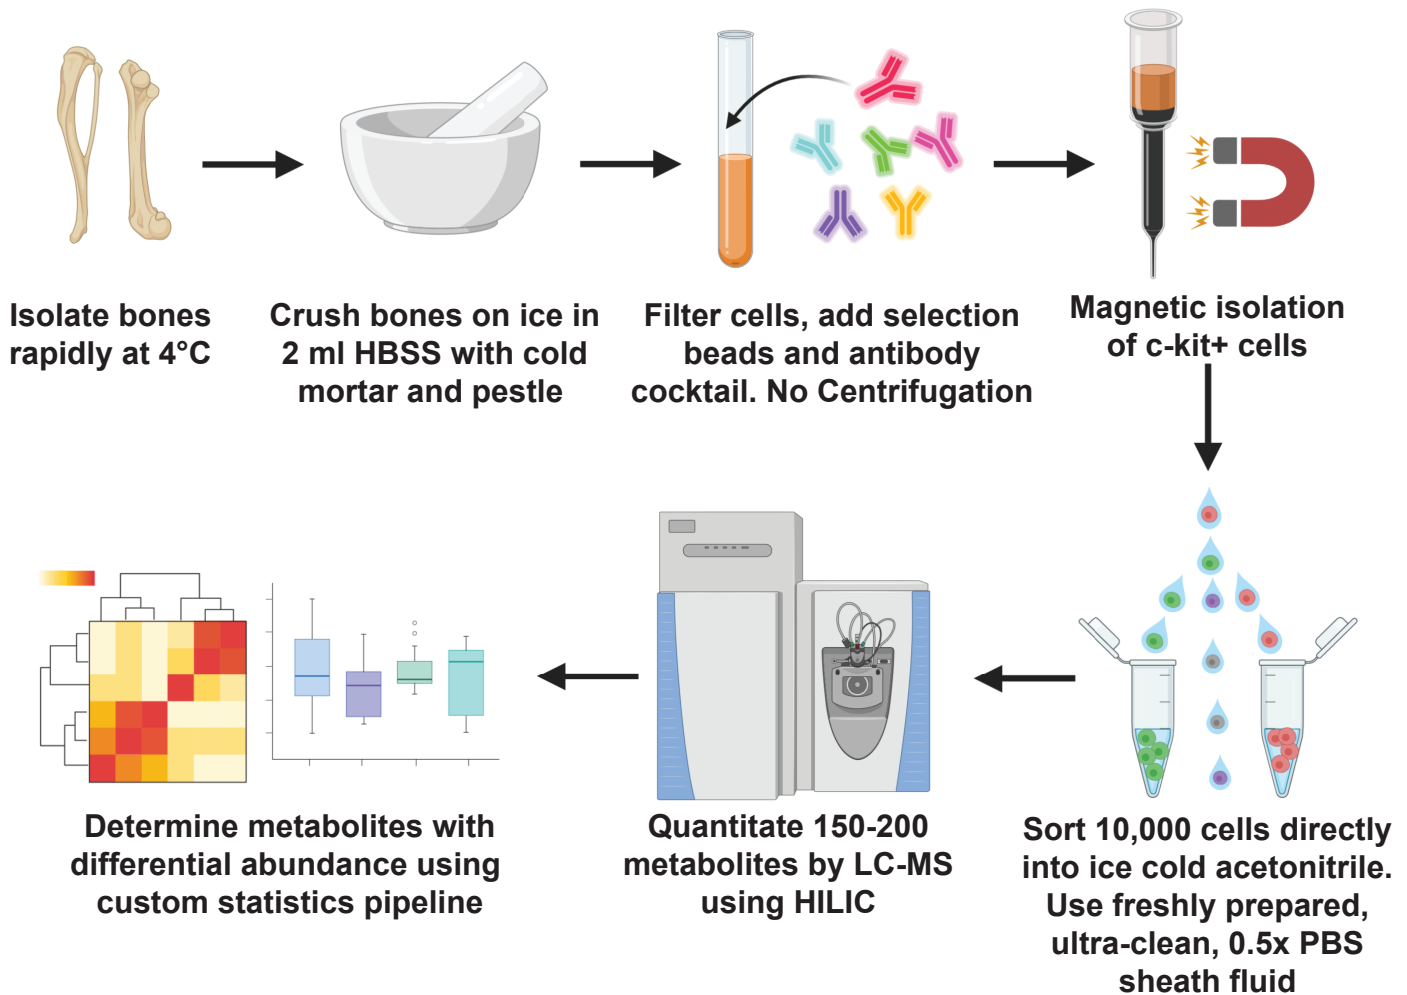 Isolate bones
rapidly at 4°C
Crush bones on ice in
2 ml HBSS with cold
mortar and pestle
Filter cells, add selection
beads and antibody
cocktail. No Centrifugation
Magnetic isolation
of c-kit+ cells
Sort 10,000 cells directly
into ice cold acetonitrile.
Use freshly prepared,
ultra-clean, 0.5x PBS
sheath fluid
Quantitate 150-200
metabolites by LC-MS
using HILIC
Determine metabolites with
differential abundance using
custom statistics pipeline